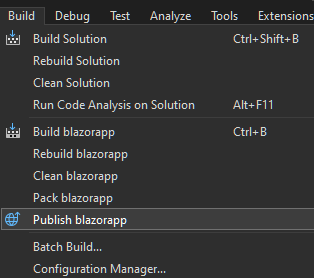 Build Debug Test Analyze Tools Extensions
Build Solution Ctrl+Shift+B
Rebuild Solution
Clean Solution
Run Code Analysis on Solution Alt+F11
Build blazorapp Ctrl+B
Rebuild blazorapp
Clean blazorapp
Pack blazorapp
Publish blazorapp
Batch Build...
Configuration Manager...